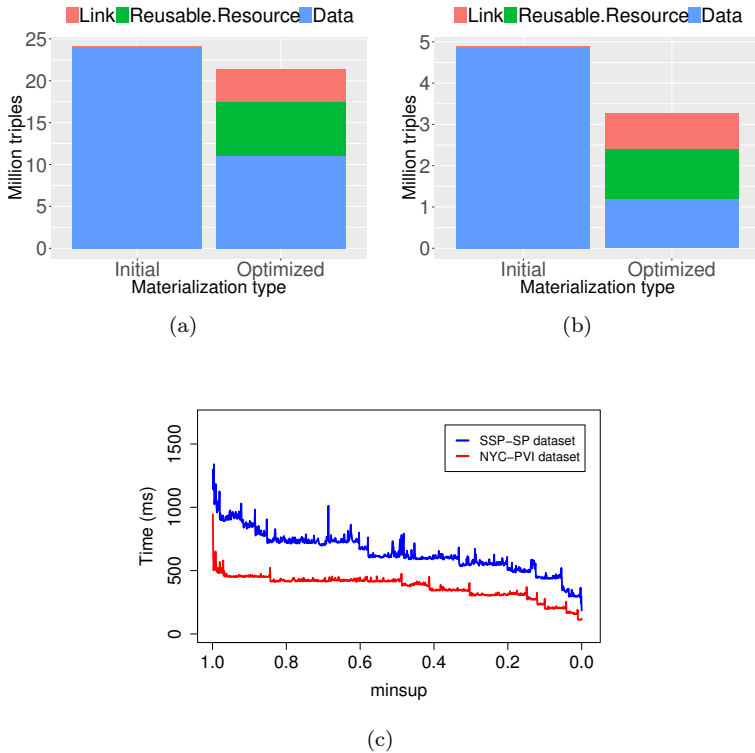 Link Reusable.Resource Data
25
20
15
10
5
0
Million triples
Initial Optimized
Materialization type
(a)
Link Reusable.Resource Data
5
4
3
2
1
0
Million triples
Initial Optimized
Materialization type
(b)
SSP−SP dataset
NYC−PVI dataset
1500
1000
500
0
Time (ms)
1.0 0.8 0.6 0.4 0.2 0.0
minsup
(c)